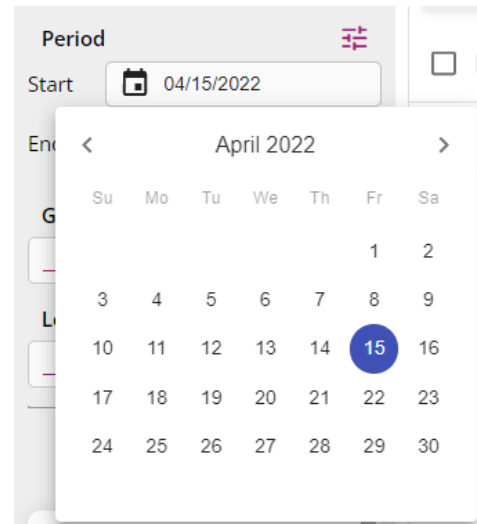 Period
Start 04/15/2022
April 2022
Su Mo Tu We Th Fr Sa
1 2
3 4 5 6 7 8 9
10 11 12 13 14 15 16
17 18 19 20 21 22 23
24 25 26 27 28 29 30